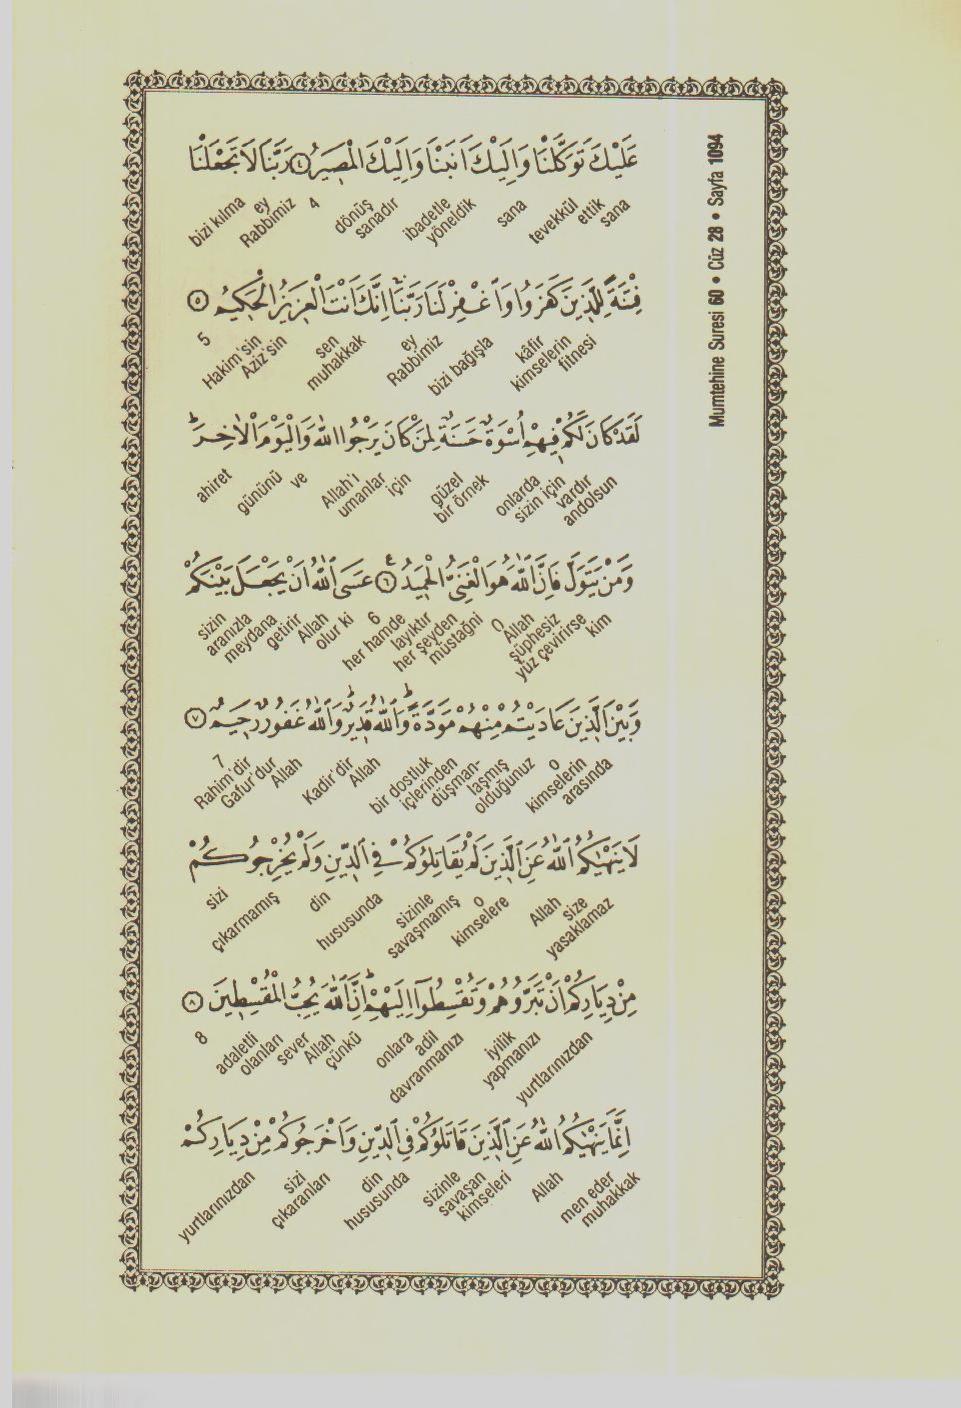 Mumtehine Suresi 60 • Cüz 28 • Sayfa 1094
عَلَيْكَ تَوَكَّلْنَا وَاِلَيْكَ اَنَبْنَا وَاِلَيْكَ الْمَصِيرُ ﴿٤﴾ رَبَّنَا لَا تَجْعَلْنَا
sana ettik tevekkül sana yöneldik ibadetle sanadır dönüş 4 Rabbimiz ey bizi kılma
فِتْنَةً لِلَّذِينَ كَفَرُوا وَاغْفِرْ لَنَا رَبَّنَا اِنَّكَ اَنْتَ الْعَزِيزُ الْحَكِيمُ ﴿٥﴾
fitnesi kimselerin kâfir bizi bağışla Rabbimiz ey muhakkak sen Aziz'sin Hakim'sin 5
لَقَدْ كَانَ لَكُمْ فِيهِمْ اُسْوَةٌ حَسَنَةٌ لِمَنْ كَانَ يَرْجُوا اللّٰهَ وَالْيَوْمَ الْاٰخِرَ
andolsun vardır sizin için onlarda bir örnek güzel için umanlar Allah'ı ve gününü ahiret
وَمَنْ يَتَوَلَّ فَاِنَّ اللّٰهَ هُوَ الْغَنِيُّ الْحَمِيدُ ﴿٦﴾ عَسَى اللّٰهُ اَنْ يَجْعَلَ بَيْنَكُمْ
kim yüz çevirirse şüphesiz Allah O müstağni her şeyden layıktır her hamde 6 olur ki Allah getirir meydana aranızla sizin
وَبَيْنَ الَّذِينَ عَادَيْتُمْ مِنْهُمْ مَوَدَّةً وَاللّٰهُ قَدِيرٌ وَاللّٰهُ غَفُورٌ رَحِيمٌ ﴿٧﴾
arasında kimselerin o olduğunuz laşmış düşman- içlerinden bir dostluk Allah Kadir'dir Allah Gafur'dur Rahim'dir 7
لَا يَنْهٰيكُمُ اللّٰهُ عَنِ الَّذِينَ لَمْ يُقَاتِلُوكُمْ فِي الدِّينِ وَلَمْ يُخْرِجُوكُمْ
yasaklamaz size Allah kimselere o savaşmamış sizinle hususunda din çıkarmamış sizi
مِنْ دِيَارِكُمْ اَنْ تَبَرُّوهُمْ وَتُقْسِطُوا اِلَيْهِمْ اِنَّ اللّٰهَ يُحِبُّ الْمُقْسِطِينَ ﴿٨﴾
yurtlarınızdan yapmanızı iyilik davranmanızı adil onlara çünkü Allah sever olanları adaletli 8
اِنَّمَا يَنْهٰيكُمُ اللّٰهُ عَنِ الَّذِينَ قَاتَلُوكُمْ فِي الدِّينِ وَاَخْرَجُوكُمْ مِنْ دِيَارِكُمْ
muhakkak men eder Allah kimseleri savaşan sizinle hususunda din çıkaranları sizi yurtlarınızdan